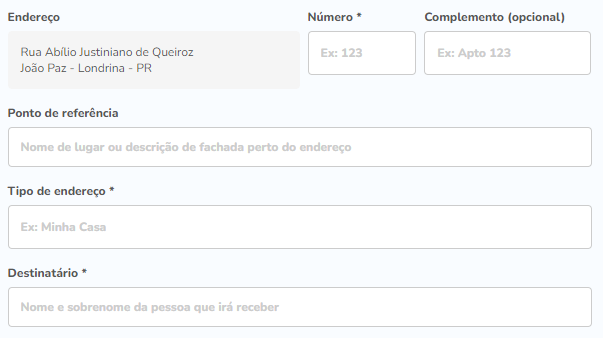 Endereço
Número *
Complemento (opcional)
Rua Abílio Justiniano de Queiroz
João Paz - Londrina - PR
Ex: 123
Ex: Apto 123
Ponto de referência
Nome de lugar ou descrição de fachada perto do endereço
Tipo de endereço *
Ex: Minha Casa
Destinatário *
Nome e sobrenome da pessoa que irá receber